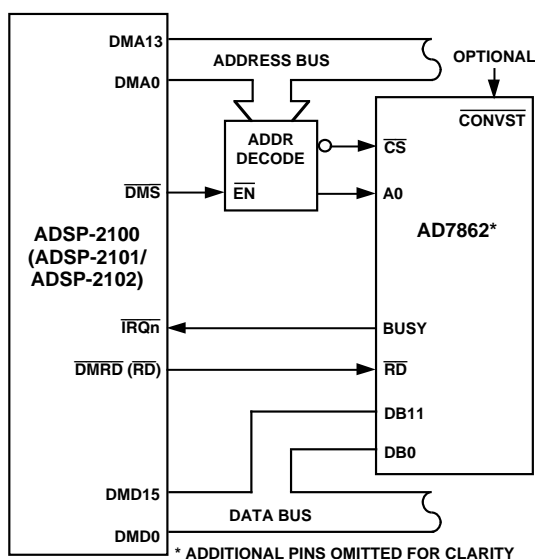 DMA13
ADDRESS BUS
DMA0
OPTIONAL
CONVST
ADDR
DECODE
CS
DMS
EN
A0
ADSP-2100
(ADSP-2101/
ADSP-2102)
AD7862*
IRQn
BUSY
DMRD (RD)
RD
DB11
DB0
DMD15
DATA BUS
DMD0
* ADDITIONAL PINS OMITTED FOR CLARITY